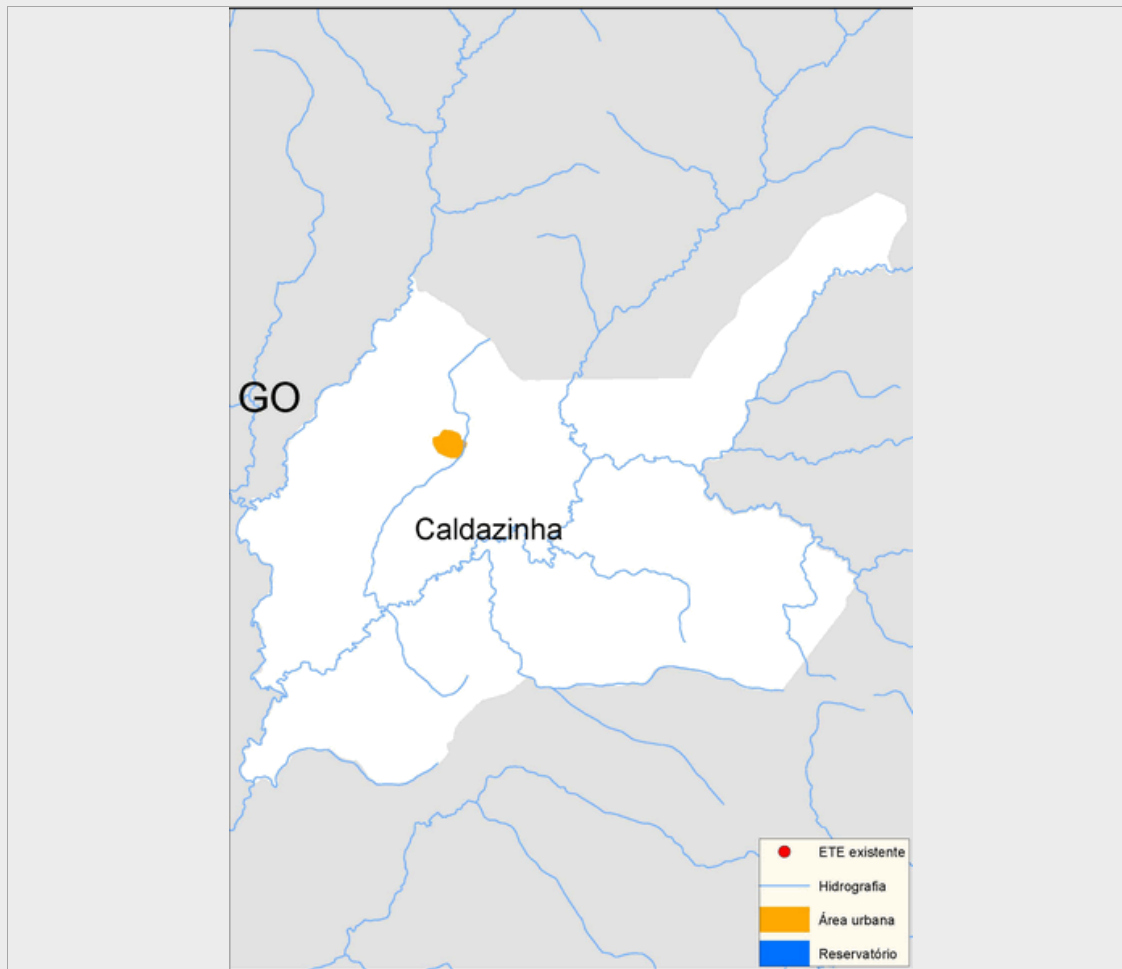 GO
Caldazinha
ETE existente
Hidrografia
Área urbana
Reservatório